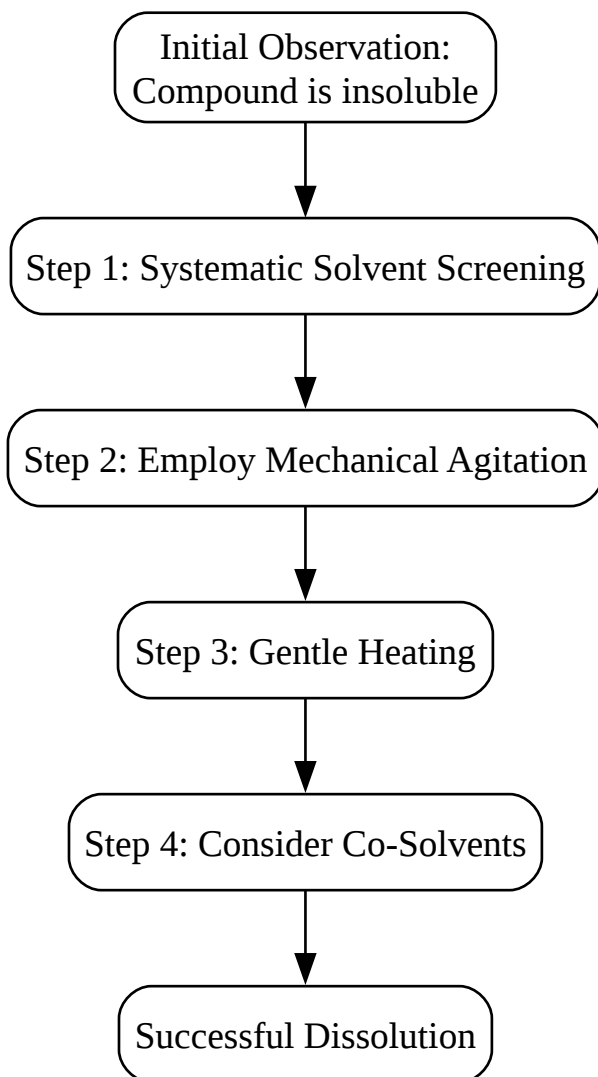 Initial Observation:
Compound is insoluble
Step 1: Systematic Solvent Screening
Step 2: Employ Mechanical Agitation
Step 3: Gentle Heating
Step 4: Consider Co-Solvents
Successful Dissolution